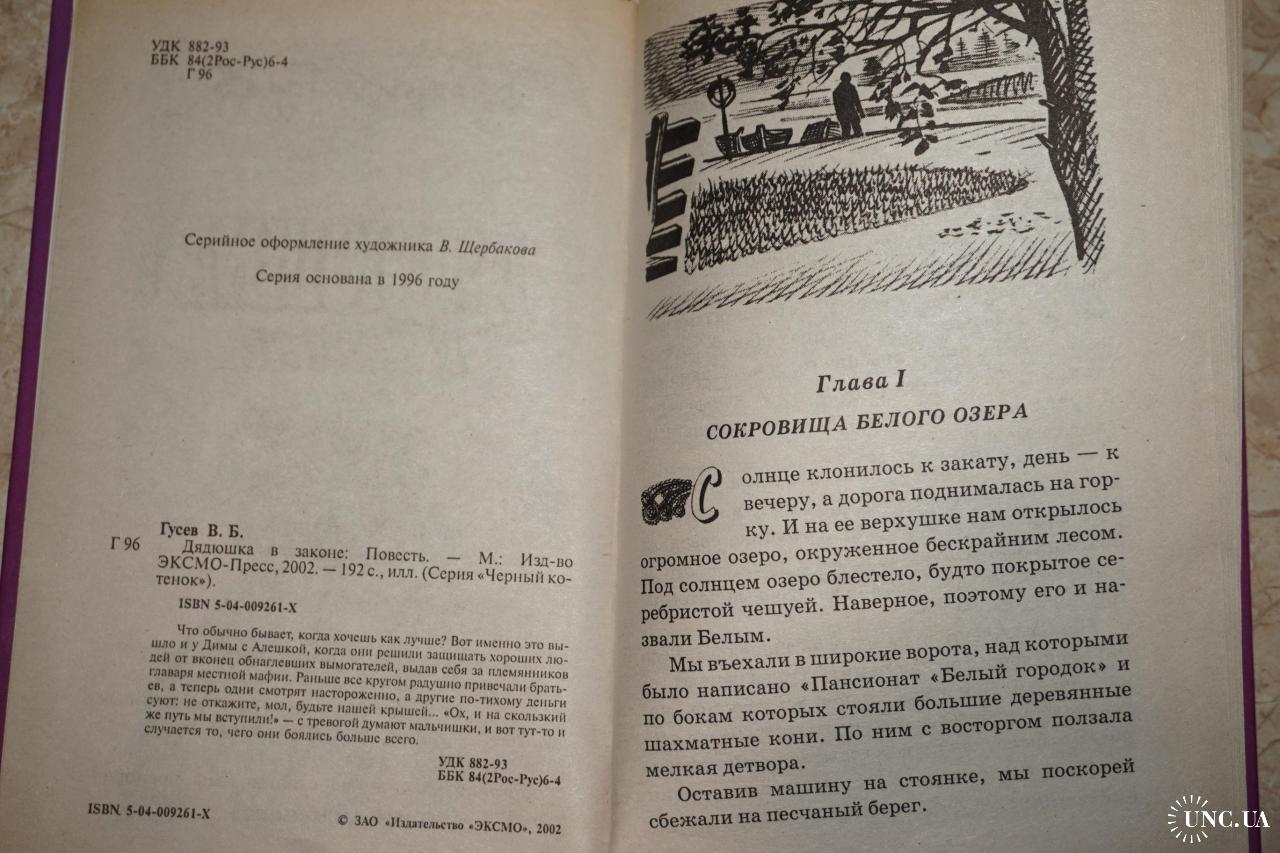 УДК 882-93
ББК 84(2Рос-Рус)6-4
Г 96
Серийное оформление художника В. Щербакова
Серия основана в 1996 году
Гусев В. Б.
Г 96 Дядюшка в законе: Повесть. — М.: Изд-во
ЭКСМО-Пресс, 2002. — 192 с., илл. (Серия «Черный ко-
тенок»).
ISBN 5-04-009261-X
Что обычно бывает, когда хочешь как лучше? Вот именно это вы-
шло и у Димы с Алешкой, когда они решили защищать хороших лю-
дей от вконец обнаглевших вымогателей, выдав себя за племянников
главаря местной мафии. Раньше все кругом радушно привечали брать-
ев, а теперь одни смотрят настороженно, а другие по-тихому деньги
суют: не откажите, мол, будьте нашей крышей... «Ох, и на скользкий
же путь мы вступили!» — с тревогой думают мальчишки, и вот тут-то и
случается то, чего они боялись больше всего.
УДК 882-93
ББК 84(2Рос-Рус)6-4
ISBN 5-04-009261-X
© ЗАО «Издательство «ЭКСМО», 2002
Глава I
СОКРОВИЩА БЕЛОГО ОЗЕРА
Солнце клонилось к закату, день — к
вечеру, а дорога поднималась на гор-
ку. И на ее верхушке нам открылось
огромное озеро, окруженное бескрайним лесом.
Под солнцем озеро блестело, будто покрытое се-
ребристой чешуей. Наверное, поэтому его и на-
звали Белым.
Мы въехали в широкие ворота, над которыми
было написано «Пансионат «Белый городок» и
по бокам которых стояли большие деревянные
шахматные кони. По ним с восторгом ползала
мелкая детвора.
Оставив машину на стоянке, мы поскорей
сбежали на песчаный берег.
UNC.UA